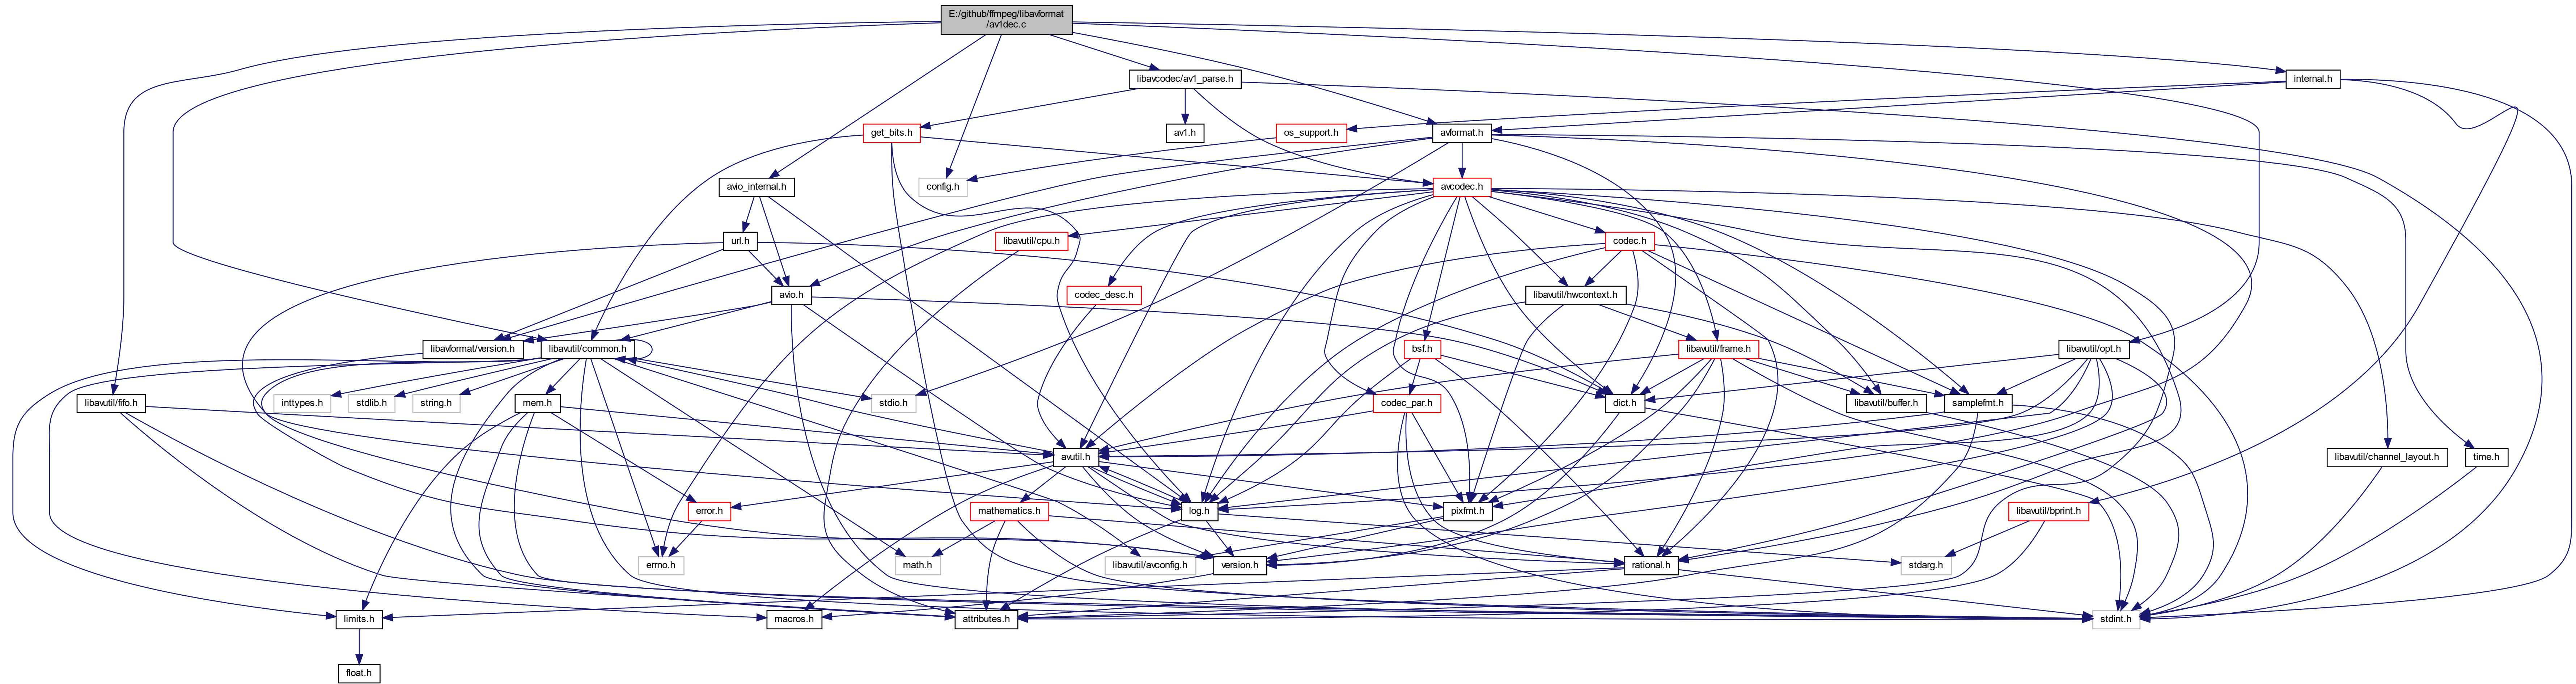 E:/github/ffmpeg/libavformat
/av1dec.c
libavcodec/av1_parse.h
internal.h
get_bits.h
av1.h
os_support.h
avformat.h
avio_internal.h
config.h
avcodec.h
url.h
libavutil/cpu.h
codec.h
avio.h
codec_desc.h
libavutil/hwcontext.h
libavformat/version.h
libavutil/common.h
bsf.h
libavutil/frame.h
libavutil/opt.h
libavutil/fifo.h
inttypes.h
stdlib.h
string.h
mem.h
stdio.h
codec_par.h
dict.h
libavutil/buffer.h
samplefmt.h
avutil.h
libavutil/channel_layout.h
time.h
error.h
mathematics.h
log.h
pixfmt.h
libavutil/bprint.h
errno.h
math.h
libavutil/avconfig.h
version.h
rational.h
stdarg.h
limits.h
macros.h
attributes.h
stdint.h
float.h